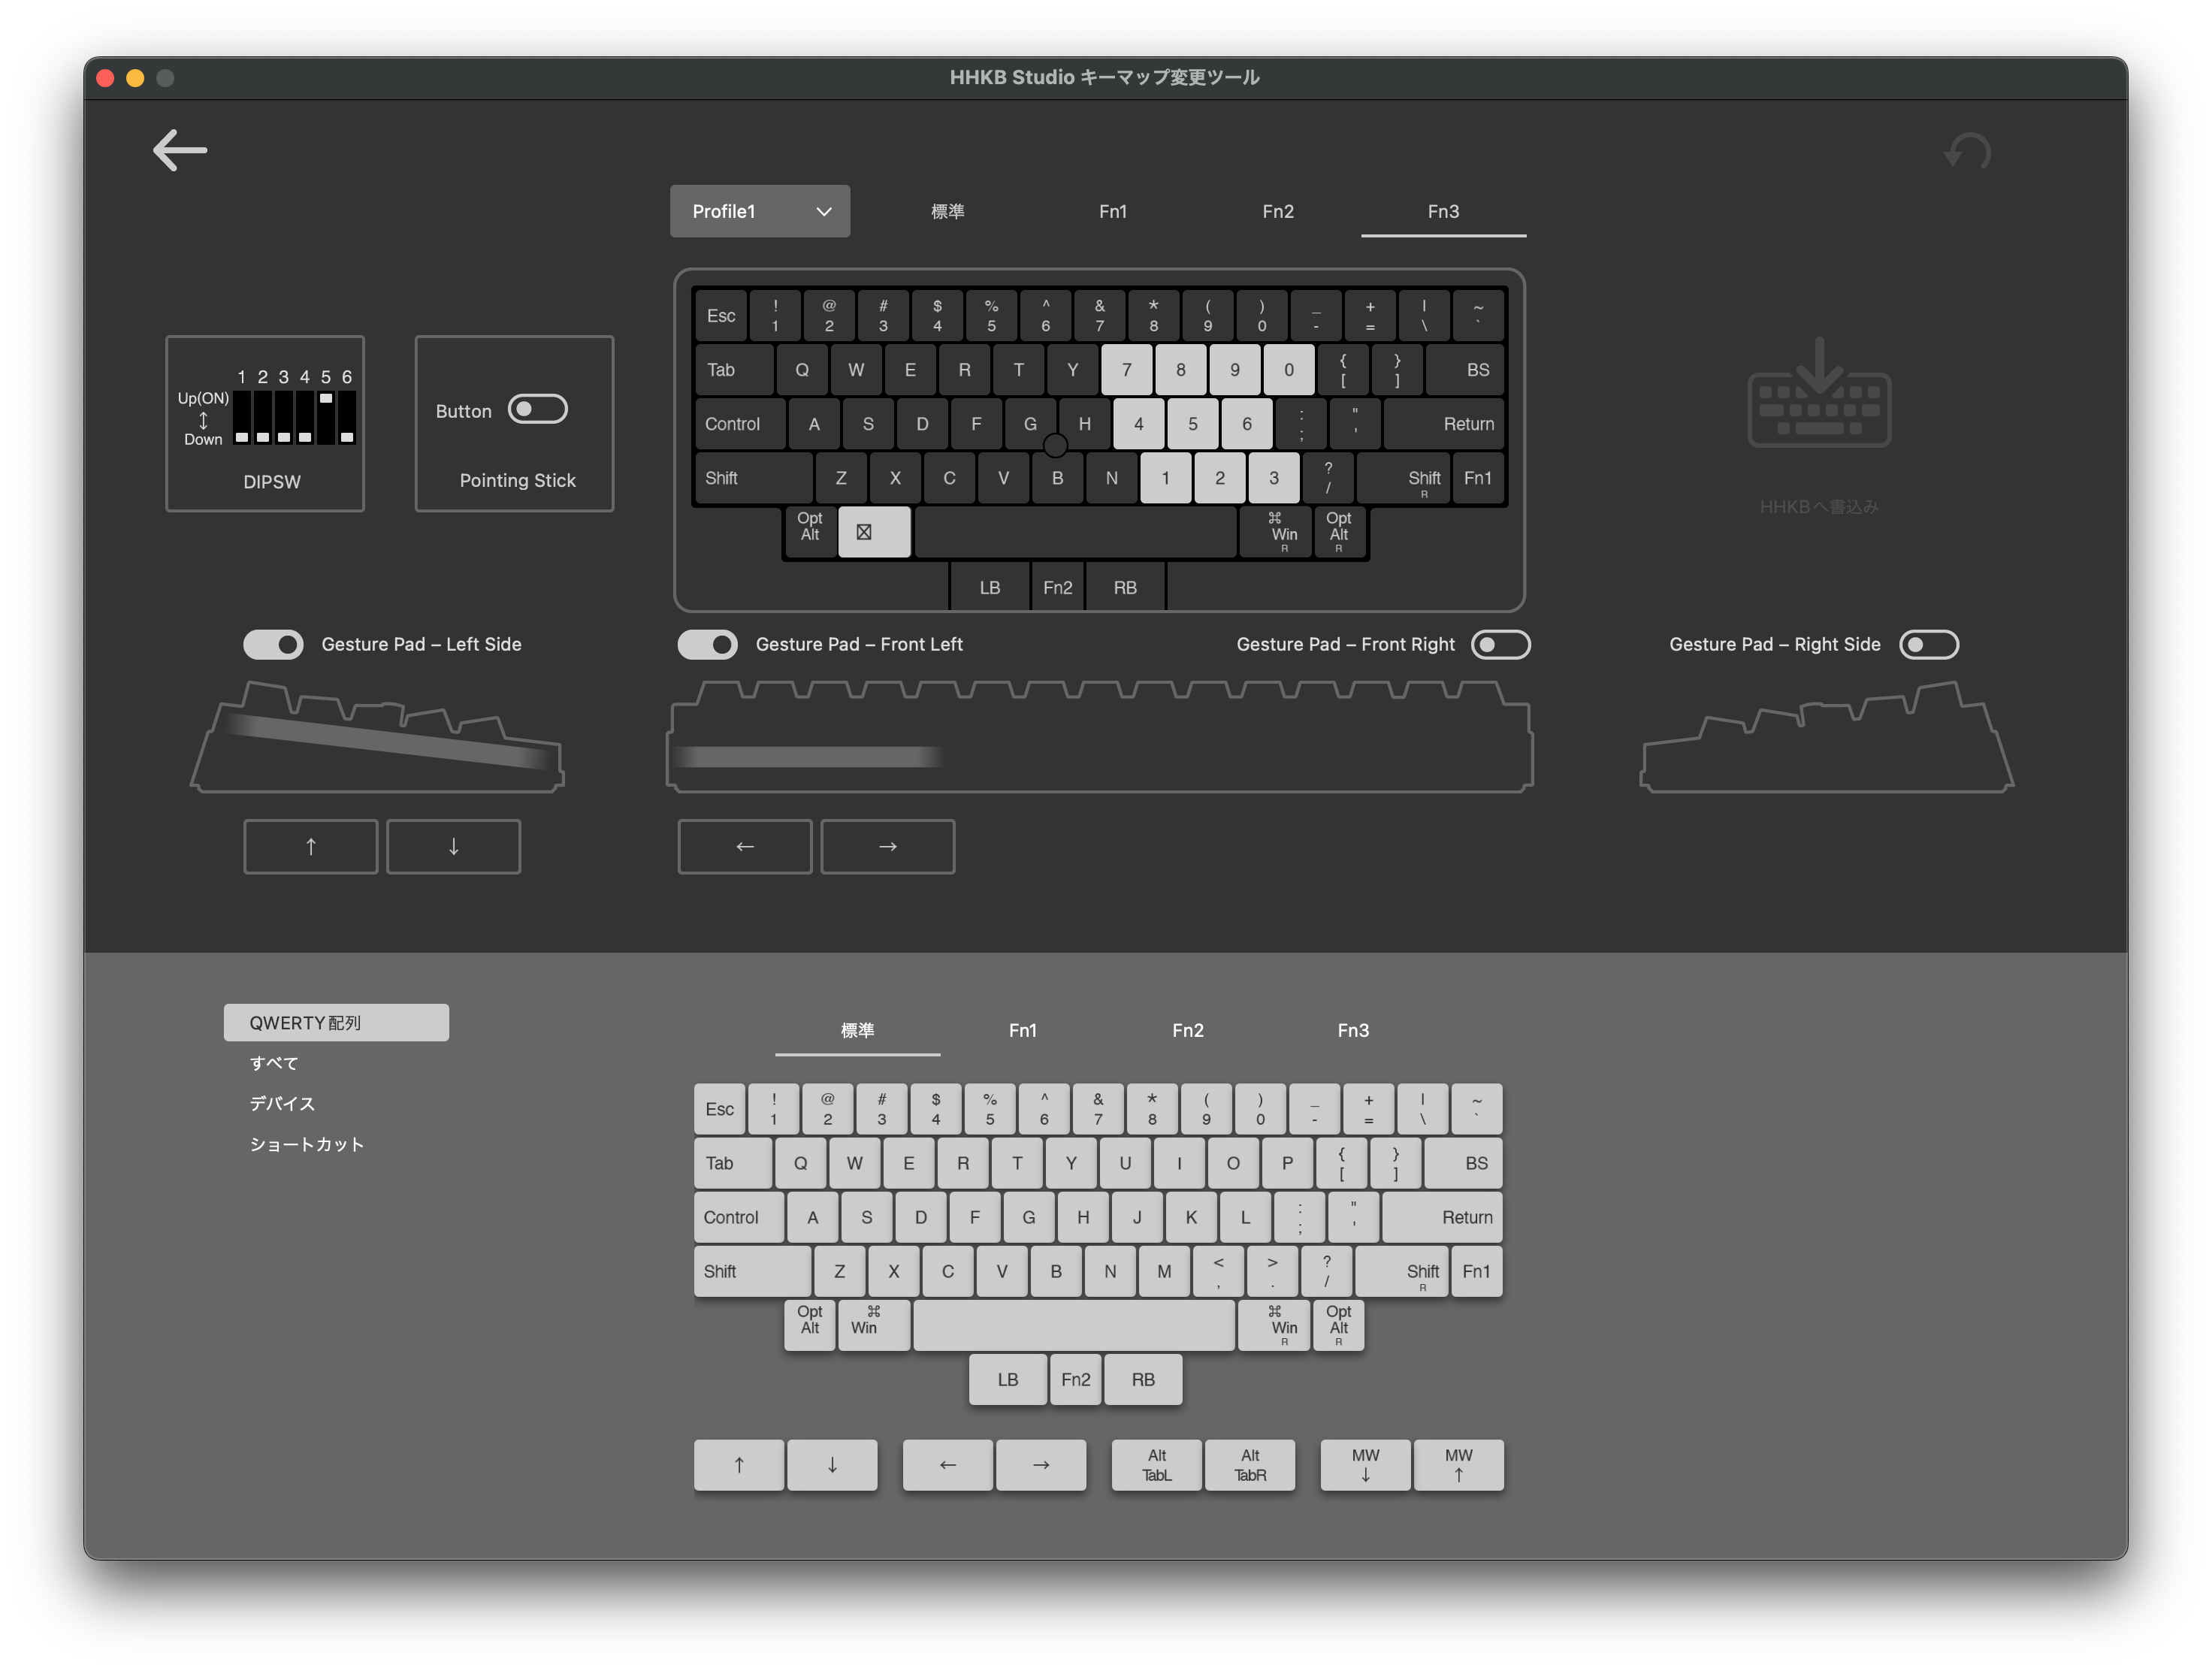 HHKB Studio キーマップ変更ツール
Profile1 標準 Fn1 Fn2 Fn3
1 2 3 4 5 6
Up(ON)
↕
Down
DIPSW
Button
Pointing Stick
Esc ! 1 @ 2 # 3 $ 4 % 5 ^ 6 & 7 * 8 ( 9 ) 0 _ - + = | \ ~ `
Tab Q W E R T Y 7 8 9 0 { [ } ] BS
Control A S D F G H 4 5 6 : ; " ' Return
Shift Z X C V B N 1 2 3 ? / Shift R Fn1
Opt Alt ☒ ⌘ Win R Opt Alt R
LB Fn2 RB
HHKBへ書込み
Gesture Pad – Left Side
Gesture Pad – Front Left
Gesture Pad – Front Right
Gesture Pad – Right Side
↑ ↓ ← →
QWERTY配列
すべて
デバイス
ショートカット
標準 Fn1 Fn2 Fn3
Esc ! 1 @ 2 # 3 $ 4 % 5 ^ 6 & 7 * 8 ( 9 ) 0 _ - + = | \ ~ `
Tab Q W E R T Y U I O P { [ } ] BS
Control A S D F G H J K L : ; " ' Return
Shift Z X C V B N M < , > . ? / Shift R Fn1
Opt Alt ⌘ Win ⌘ Win R Opt Alt R
LB Fn2 RB
↑ ↓ ← → Alt TabL Alt TabR MW ↓ MW ↑